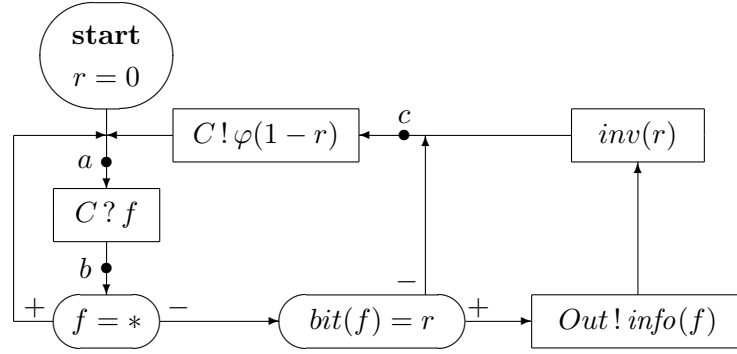 start
r = 0
C ! φ(1 − r)
c
inv(r)
a
C ? f
b
+
f = ∗
−
bit(f) = r
−
+
Out ! info(f)